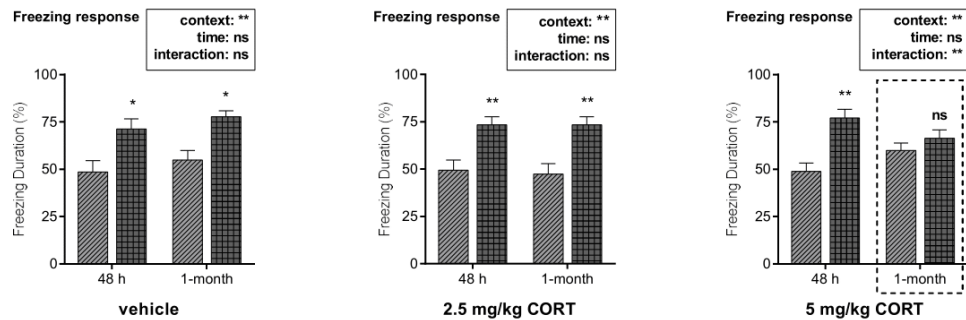 Freezing response
context: **
time: ns
interaction: ns
Freezing Duration (%)
100
75
50
25
0
*
*
48 h
1-month
vehicle
Freezing response
context: **
time: ns
interaction: ns
Freezing Duration (%)
100
75
50
25
0
**
**
48 h
1-month
2.5 mg/kg CORT
Freezing response
context: **
time: ns
interaction: **
Freezing Duration (%)
100
75
50
25
0
**
ns
48 h
1-month
5 mg/kg CORT